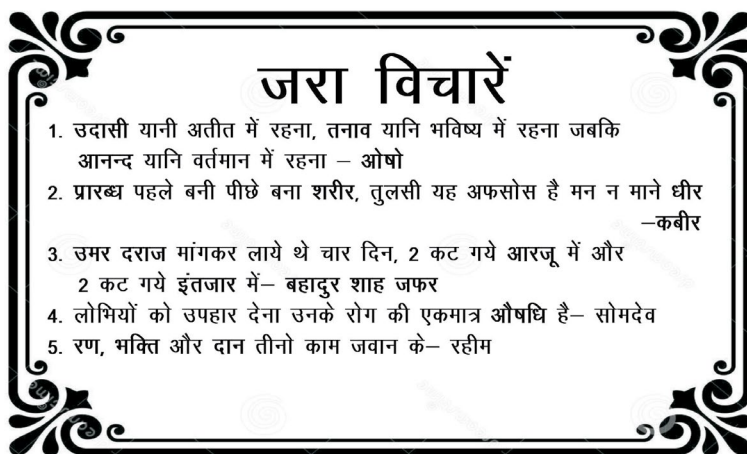 जरा विचारें
1. उदासी यानी अतीत में रहना, तनाव यानि भविष्य में रहना जबकि
आनन्द यानि वर्तमान में रहना – ओषो
2. प्रारब्ध पहले बनी पीछे बना शरीर, तुलसी यह अफसोस है मन न माने धीर
–कबीर
3. उमर दराज मांगकर लाये थे चार दिन, 2 कट गये आरजू में और
2 कट गये इंतजार में– बहादुर शाह जफर
4. लोभियों को उपहार देना उनके रोग की एकमात्र औषधि है– सोमदेव
5. रण, भक्ति और दान तीनो काम जवान के– रहीम